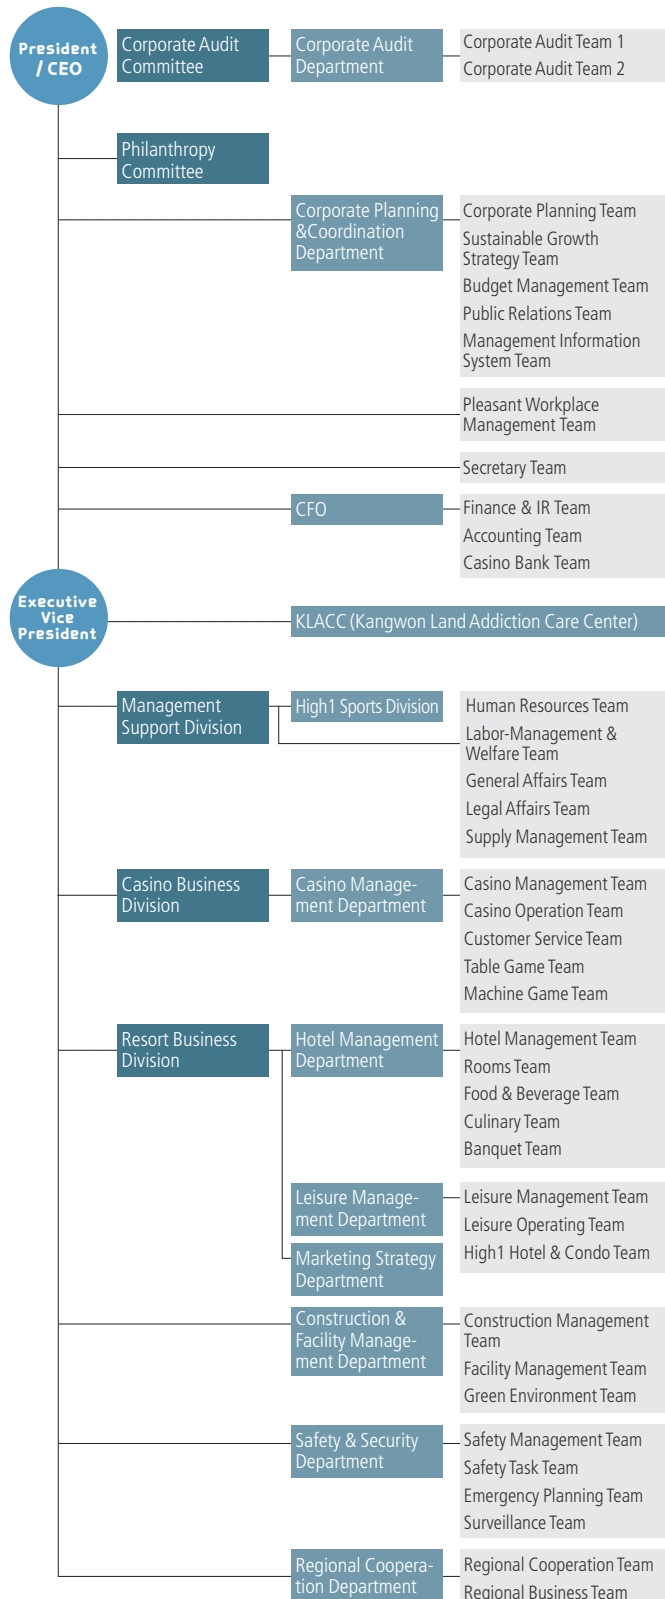 President
/ CEO
Corporate Audit
Committee
Corporate Audit
Department
Corporate Audit Team 1
Corporate Audit Team 2
Philanthropy
Committee
Corporate Planning
&Coordination
Department
Corporate Planning Team
Sustainable Growth
Strategy Team
Budget Management Team
Public Relations Team
Management Information
System Team
Pleasant Workplace
Management Team
Secretary Team
CFO
Finance & IR Team
Accounting Team
Casino Bank Team
Executive
Vice
President
KLACC (Kangwon Land Addiction Care Center)
Management
Support Division
High1 Sports Division
Human Resources Team
Labor-Management &
Welfare Team
General Affairs Team
Legal Affairs Team
Supply Management Team
Casino Business
Division
Casino Manage-
ment Department
Casino Management Team
Casino Operation Team
Customer Service Team
Table Game Team
Machine Game Team
Resort Business
Division
Hotel Management
Department
Hotel Management Team
Rooms Team
Food & Beverage Team
Culinary Team
Banquet Team
Leisure Manage-
ment Department
Leisure Management Team
Leisure Operating Team
High1 Hotel & Condo Team
Marketing Strategy
Department
Construction &
Facility Manage-
ment Department
Construction Management
Team
Facility Management Team
Green Environment Team
Safety & Security
Department
Safety Management Team
Safety Task Team
Emergency Planning Team
Surveillance Team
Regional Coopera-
tion Department
Regional Cooperation Team
Regional Business Team